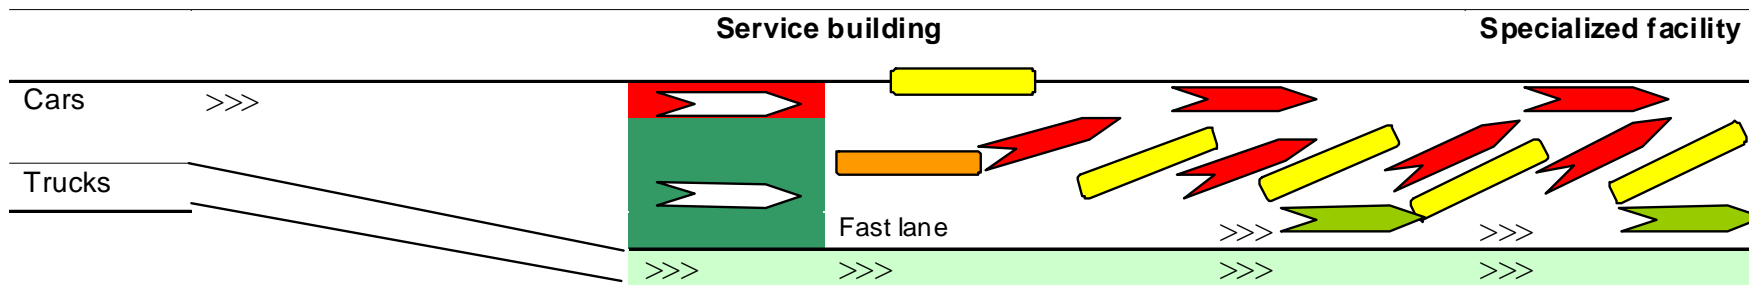 Service building
Specialized facility
Cars >>>
Trucks
Fast lane >>> >>>
>>> >>> >>> >>>